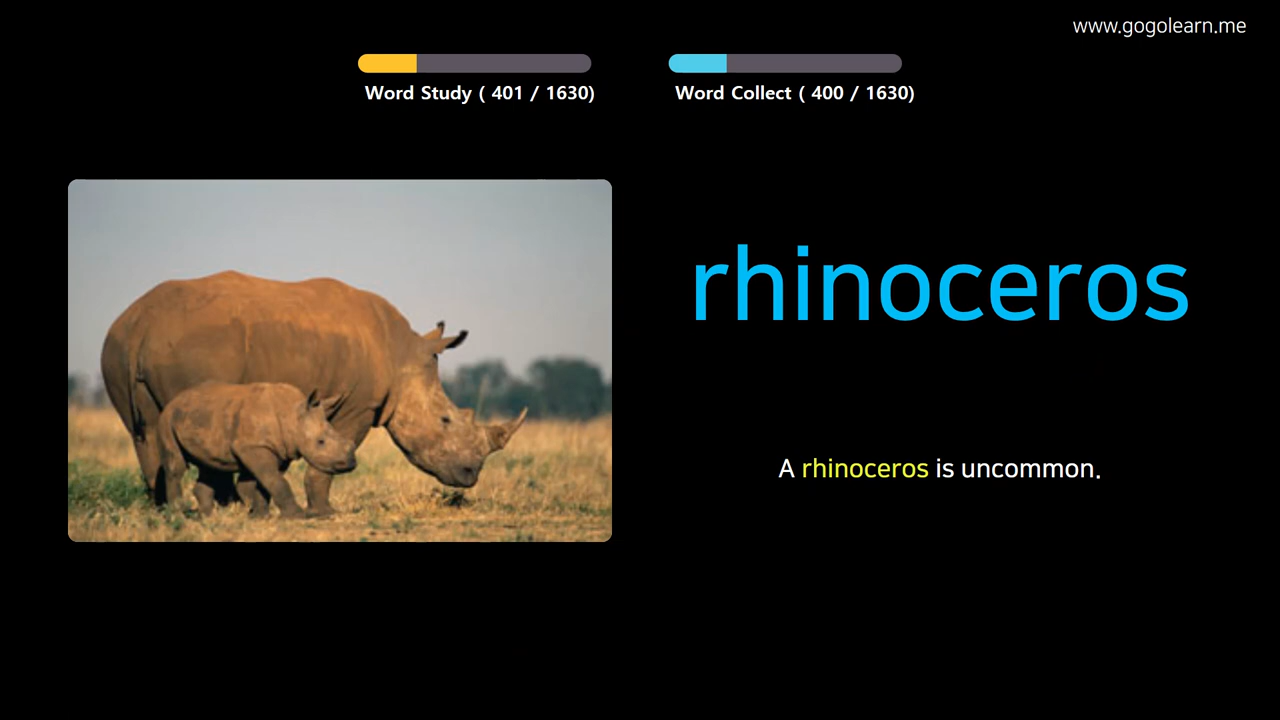 www.gogolearn.me
Word Study ( 401 / 1630)
Word Collect ( 400 / 1630)
rhinoceros
A rhinoceros is uncommon.